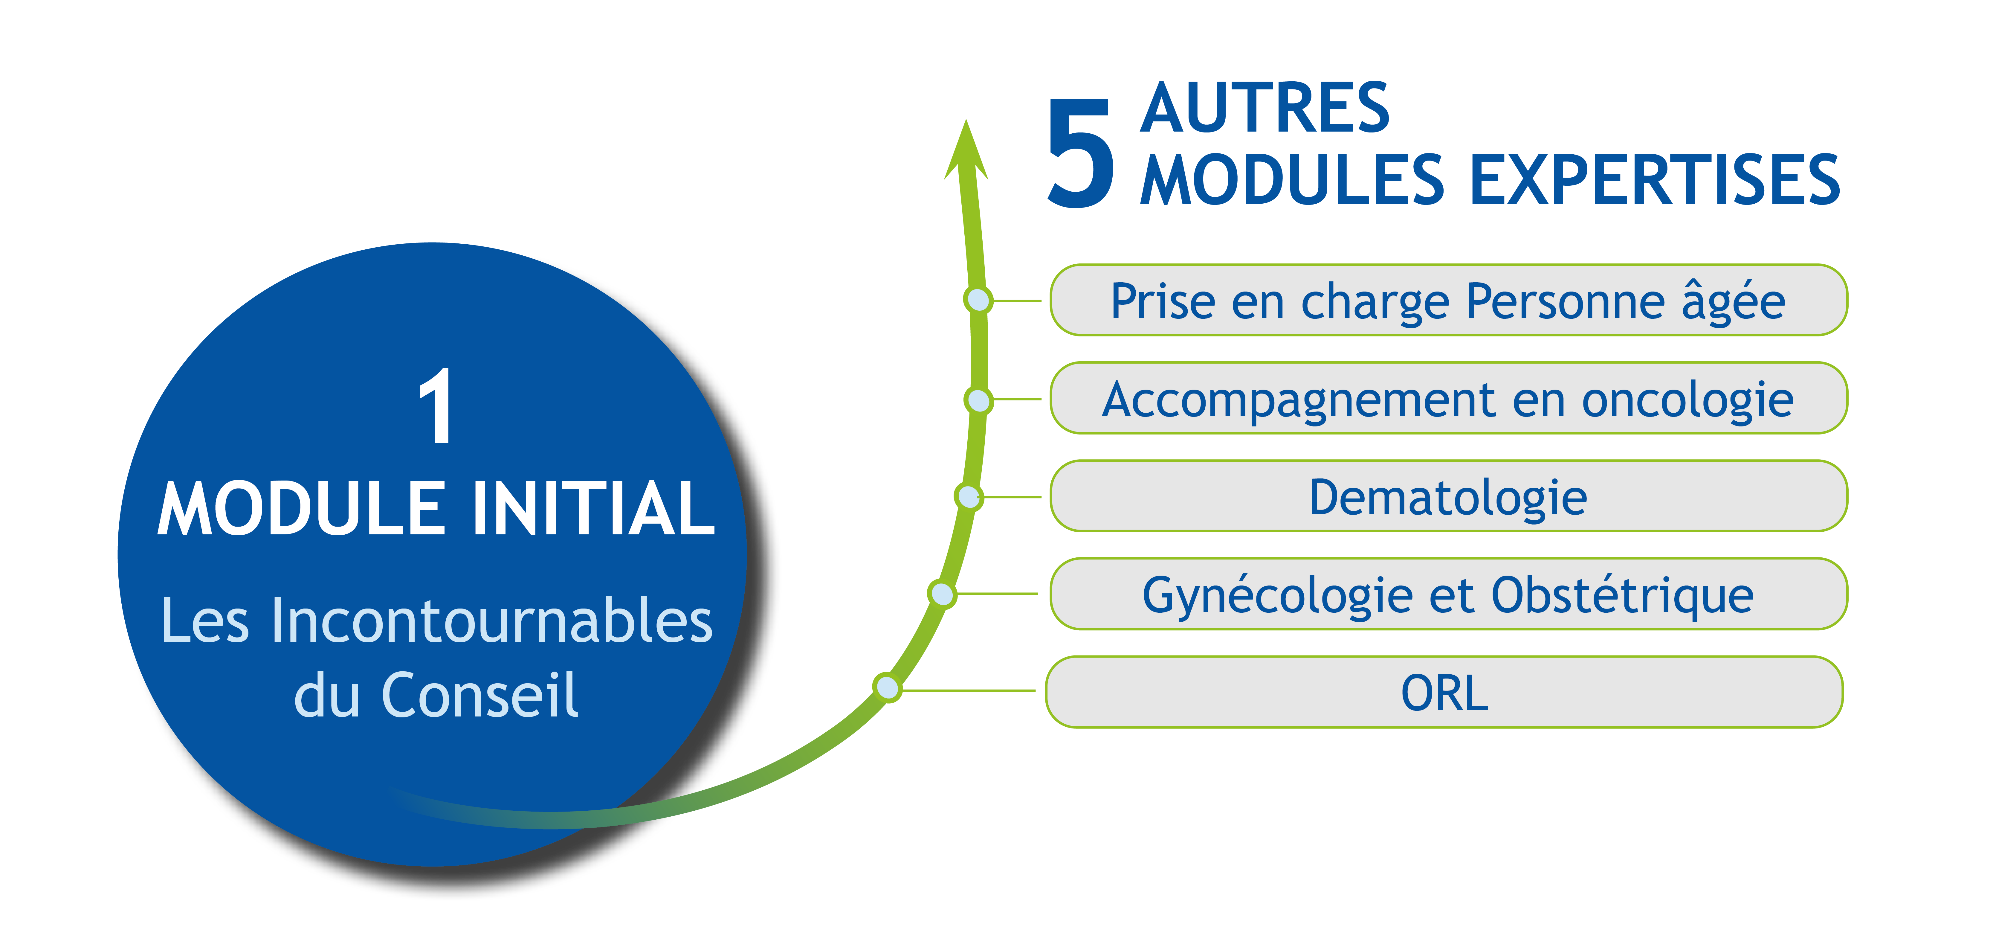 1
MODULE INITIAL
Les Incontournables
du Conseil
5
AUTRES
MODULES EXPERTISES
Prise en charge Personne âgée
Accompagnement en oncologie
Dematologie
Gynécologie et Obstétrique
ORL